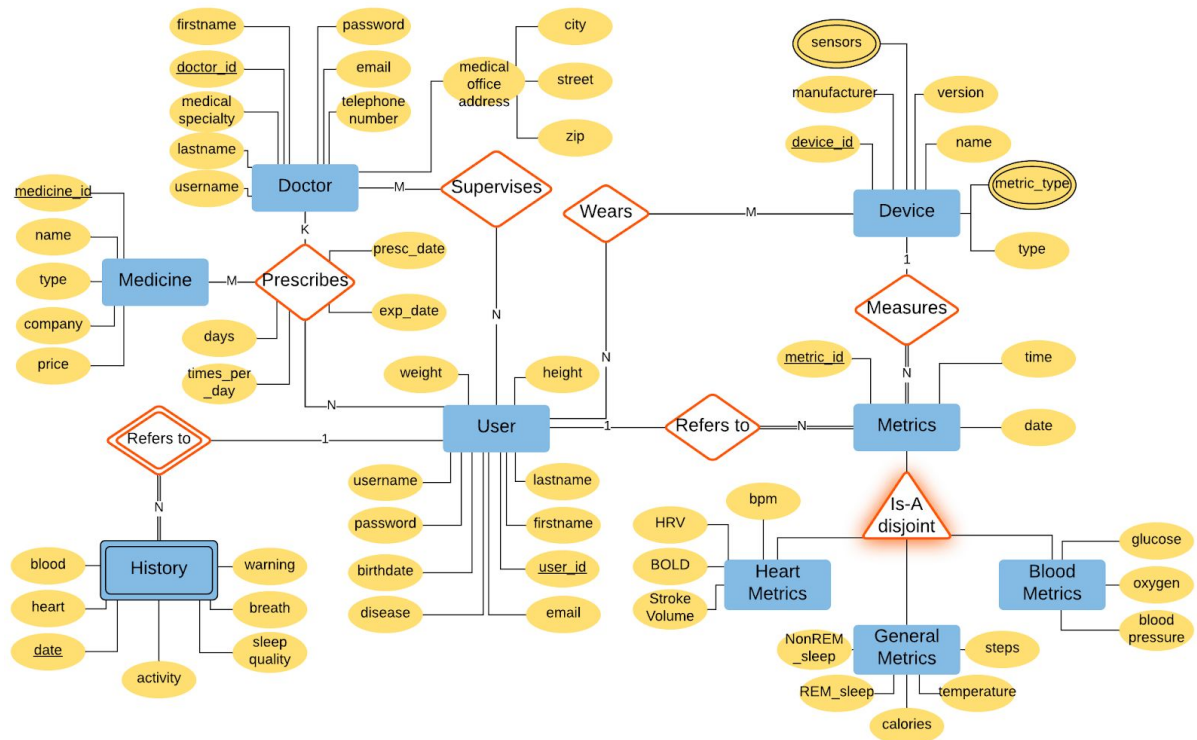 firstname
password
city
sensors
doctor_id
email
medical
office
address
street
manufacturer
version
medical
specialty
telephone
number
zip
device_id
name
lastname
Doctor
M
Supervises
username
medicine_id
Wears
M
Device
metric_type
K
name
presc_date
type
1
type
Medicine
M
Prescribes
company
exp_date
N
Measures
days
price
times_per
_day
weight
height
N
metric_id
time
N
N
Refers to
1
User
1
Refers to
N
Metrics
date
username
lastname
N
password
firstname
HRV
bpm
Is-A
disjoint
blood
History
warning
birthdate
user_id
BOLD
Heart
Metrics
Blood
Metrics
glucose
oxygen
heart
breath
disease
email
Stroke
Volume
blood
pressure
date
sleep
quality
NonREM
_sleep
General
Metrics
steps
activity
REM_sleep
temperature
calories